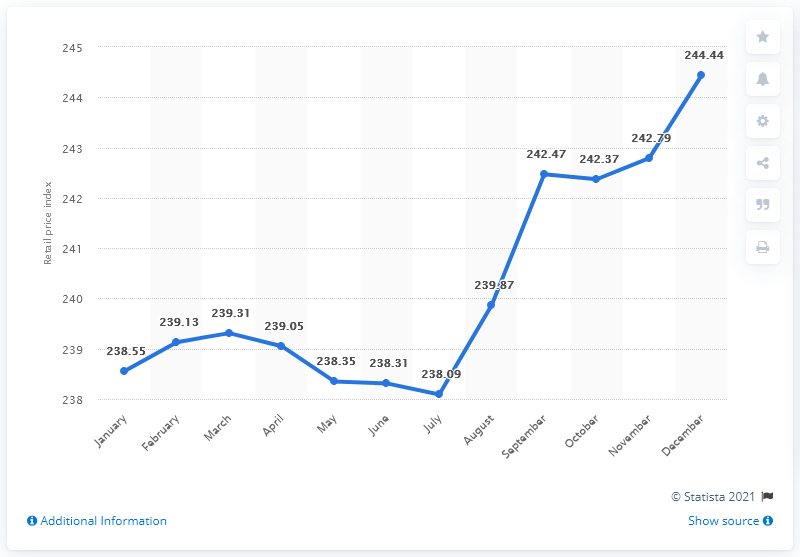 245
244.44
244
243
242.79
242.47
242.37
242
Retail price index
241
240
239.87
239.31
239.13
239.05
239
238.55
238.35
238.31
238.09
238
January
February
March
April
May
June
July
August
September
October
November
December
© Statista 2021
Additional Information
Show source